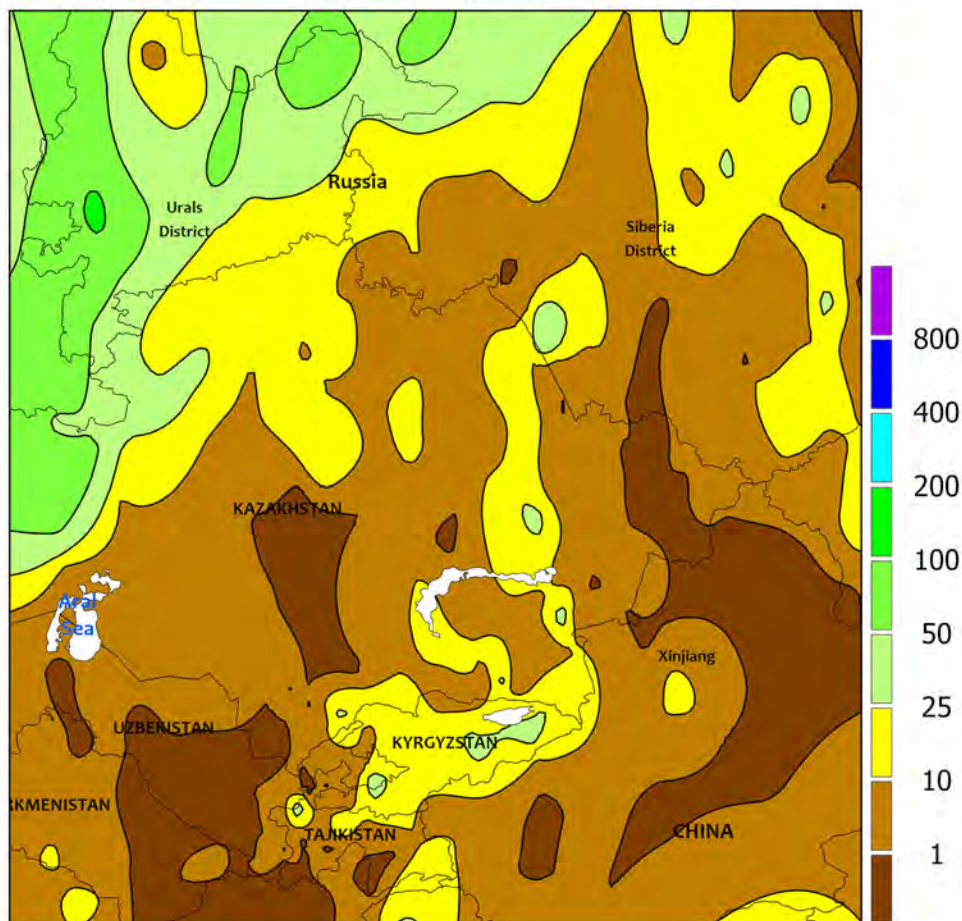 Russia
Urals
District
Siberia
District
800
400
200
KAZAKHSTAN
100
Aral
Sea
50
Xinjiang
25
UZBEKISTAN
KYRGYZSTAN
10
RKMENISTAN
TAJIKISTAN
CHINA
1